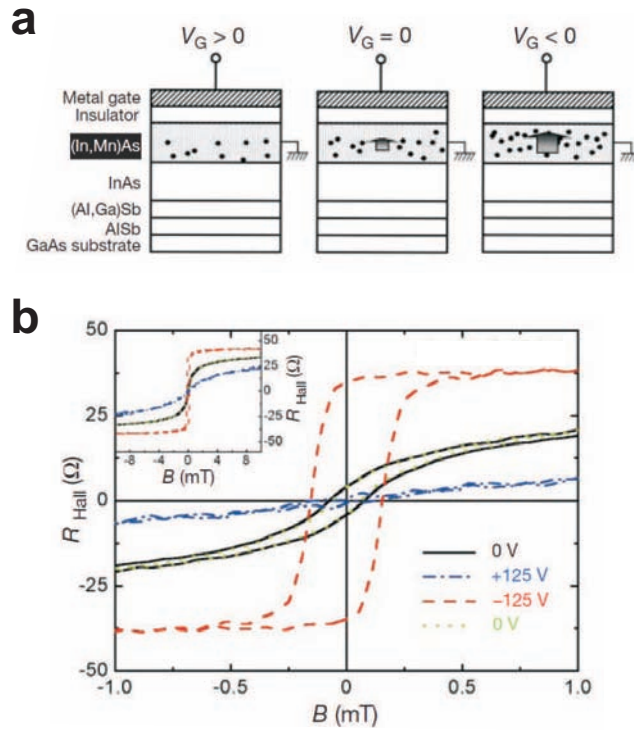 a
V_G > 0
V_G = 0
V_G < 0
Metal gate
Insulator
(In,Mn)As
InAs
(Al,Ga)Sb
AlSb
GaAs substrate
b
50
25
0
-25
-50
R_Hall (Ω)
-1.0
-0.5
0
0.5
1.0
B (mT)
50
25
0
-25
-50
R_Hall (Ω)
-8
-4
0
4
8
B (mT)
0 V
+125 V
−125 V
0 V